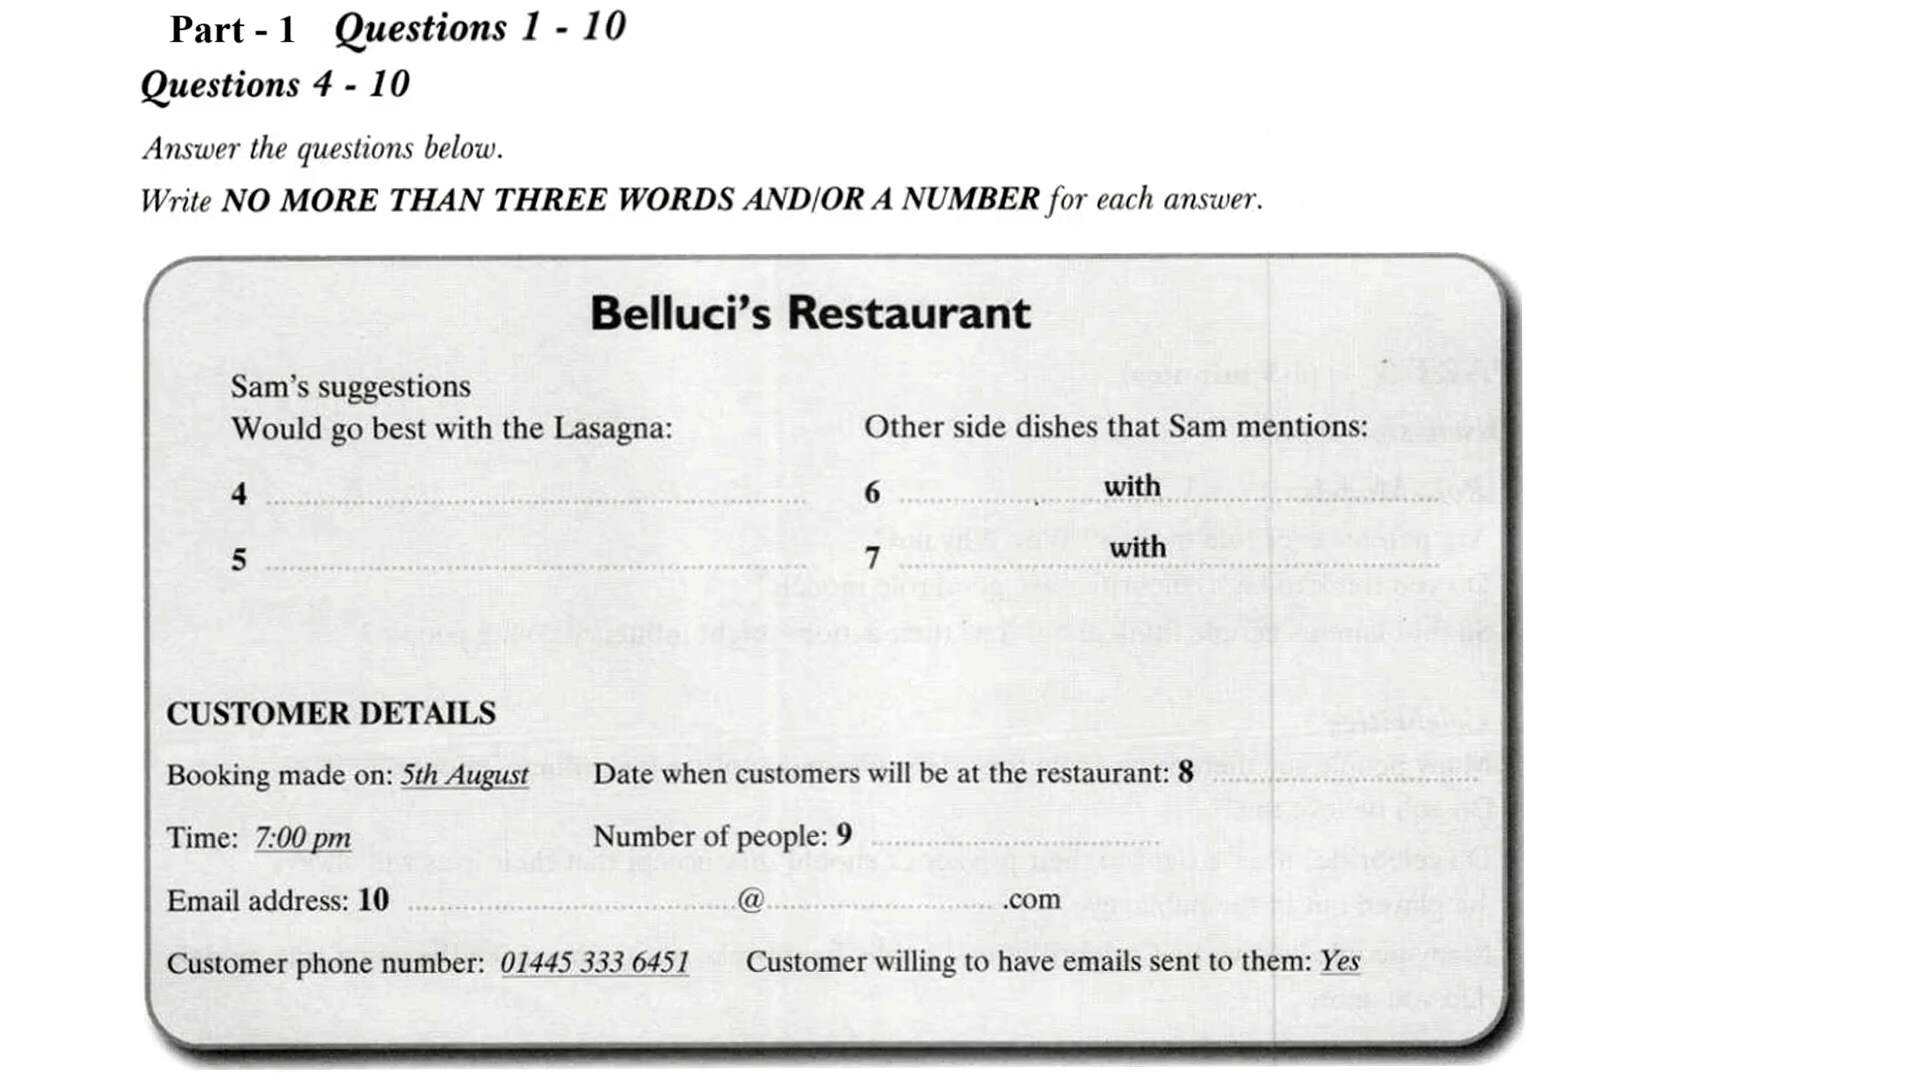 Part - 1 Questions 1 - 10
Questions 4 - 10
Answer the questions below.
Write NO MORE THAN THREE WORDS AND/OR A NUMBER for each answer.
Belluci's Restaurant
Sam's suggestions
Would go best with the Lasagna:
4
5
Other side dishes that Sam mentions:
6 with
7 with
CUSTOMER DETAILS
Booking made on: 5th August Date when customers will be at the restaurant: 8
Time: 7:00 pm Number of people: 9
Email address: 10 @ .com
Customer phone number: 01445 333 6451 Customer willing to have emails sent to them: Yes